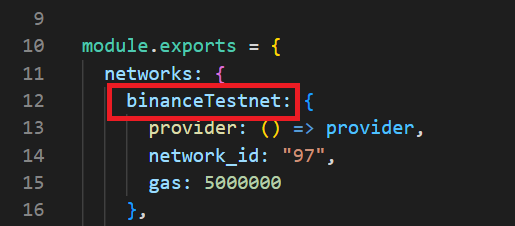 9
10 module.exports = {
11 networks: {
12 binanceTestnet: {
13 provider: () => provider,
14 network_id: "97",
15 gas: 5000000
16 },